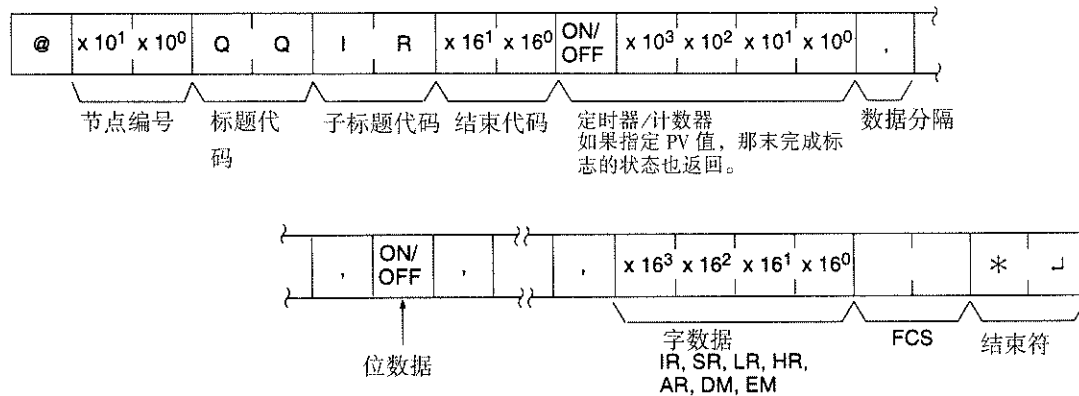 @ x 10¹ x 10⁰ Q Q I R x 16¹ x 16⁰ ON/OFF x 10³ x 10² x 10¹ x 10⁰ ,
节点编号 标题代码 子标题代码 结束代码 定时器/计数器 数据分隔
如果指定 PV 值，那末完成标
志的状态也返回。
, ON/OFF , , x 16³ x 16² x 16¹ x 16⁰ * ↵
位数据 字数据 FCS 结束符
IR, SR, LR, HR,
AR, DM, EM